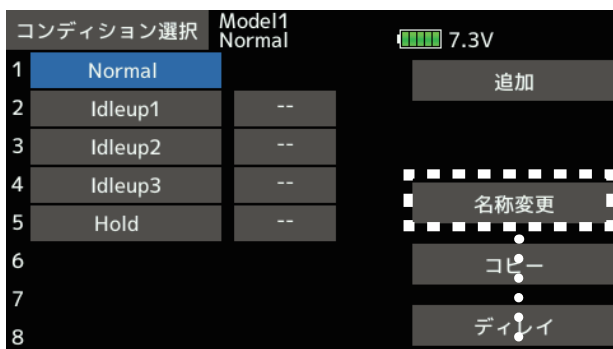 コンディション選択 Model1
Normal 7.3V
1 Normal
追加
2 Idleup1 --
3 Idleup2 --
4 Idleup3 --
名称変更
5 Hold --
6
コピー
7
8
ディレイ